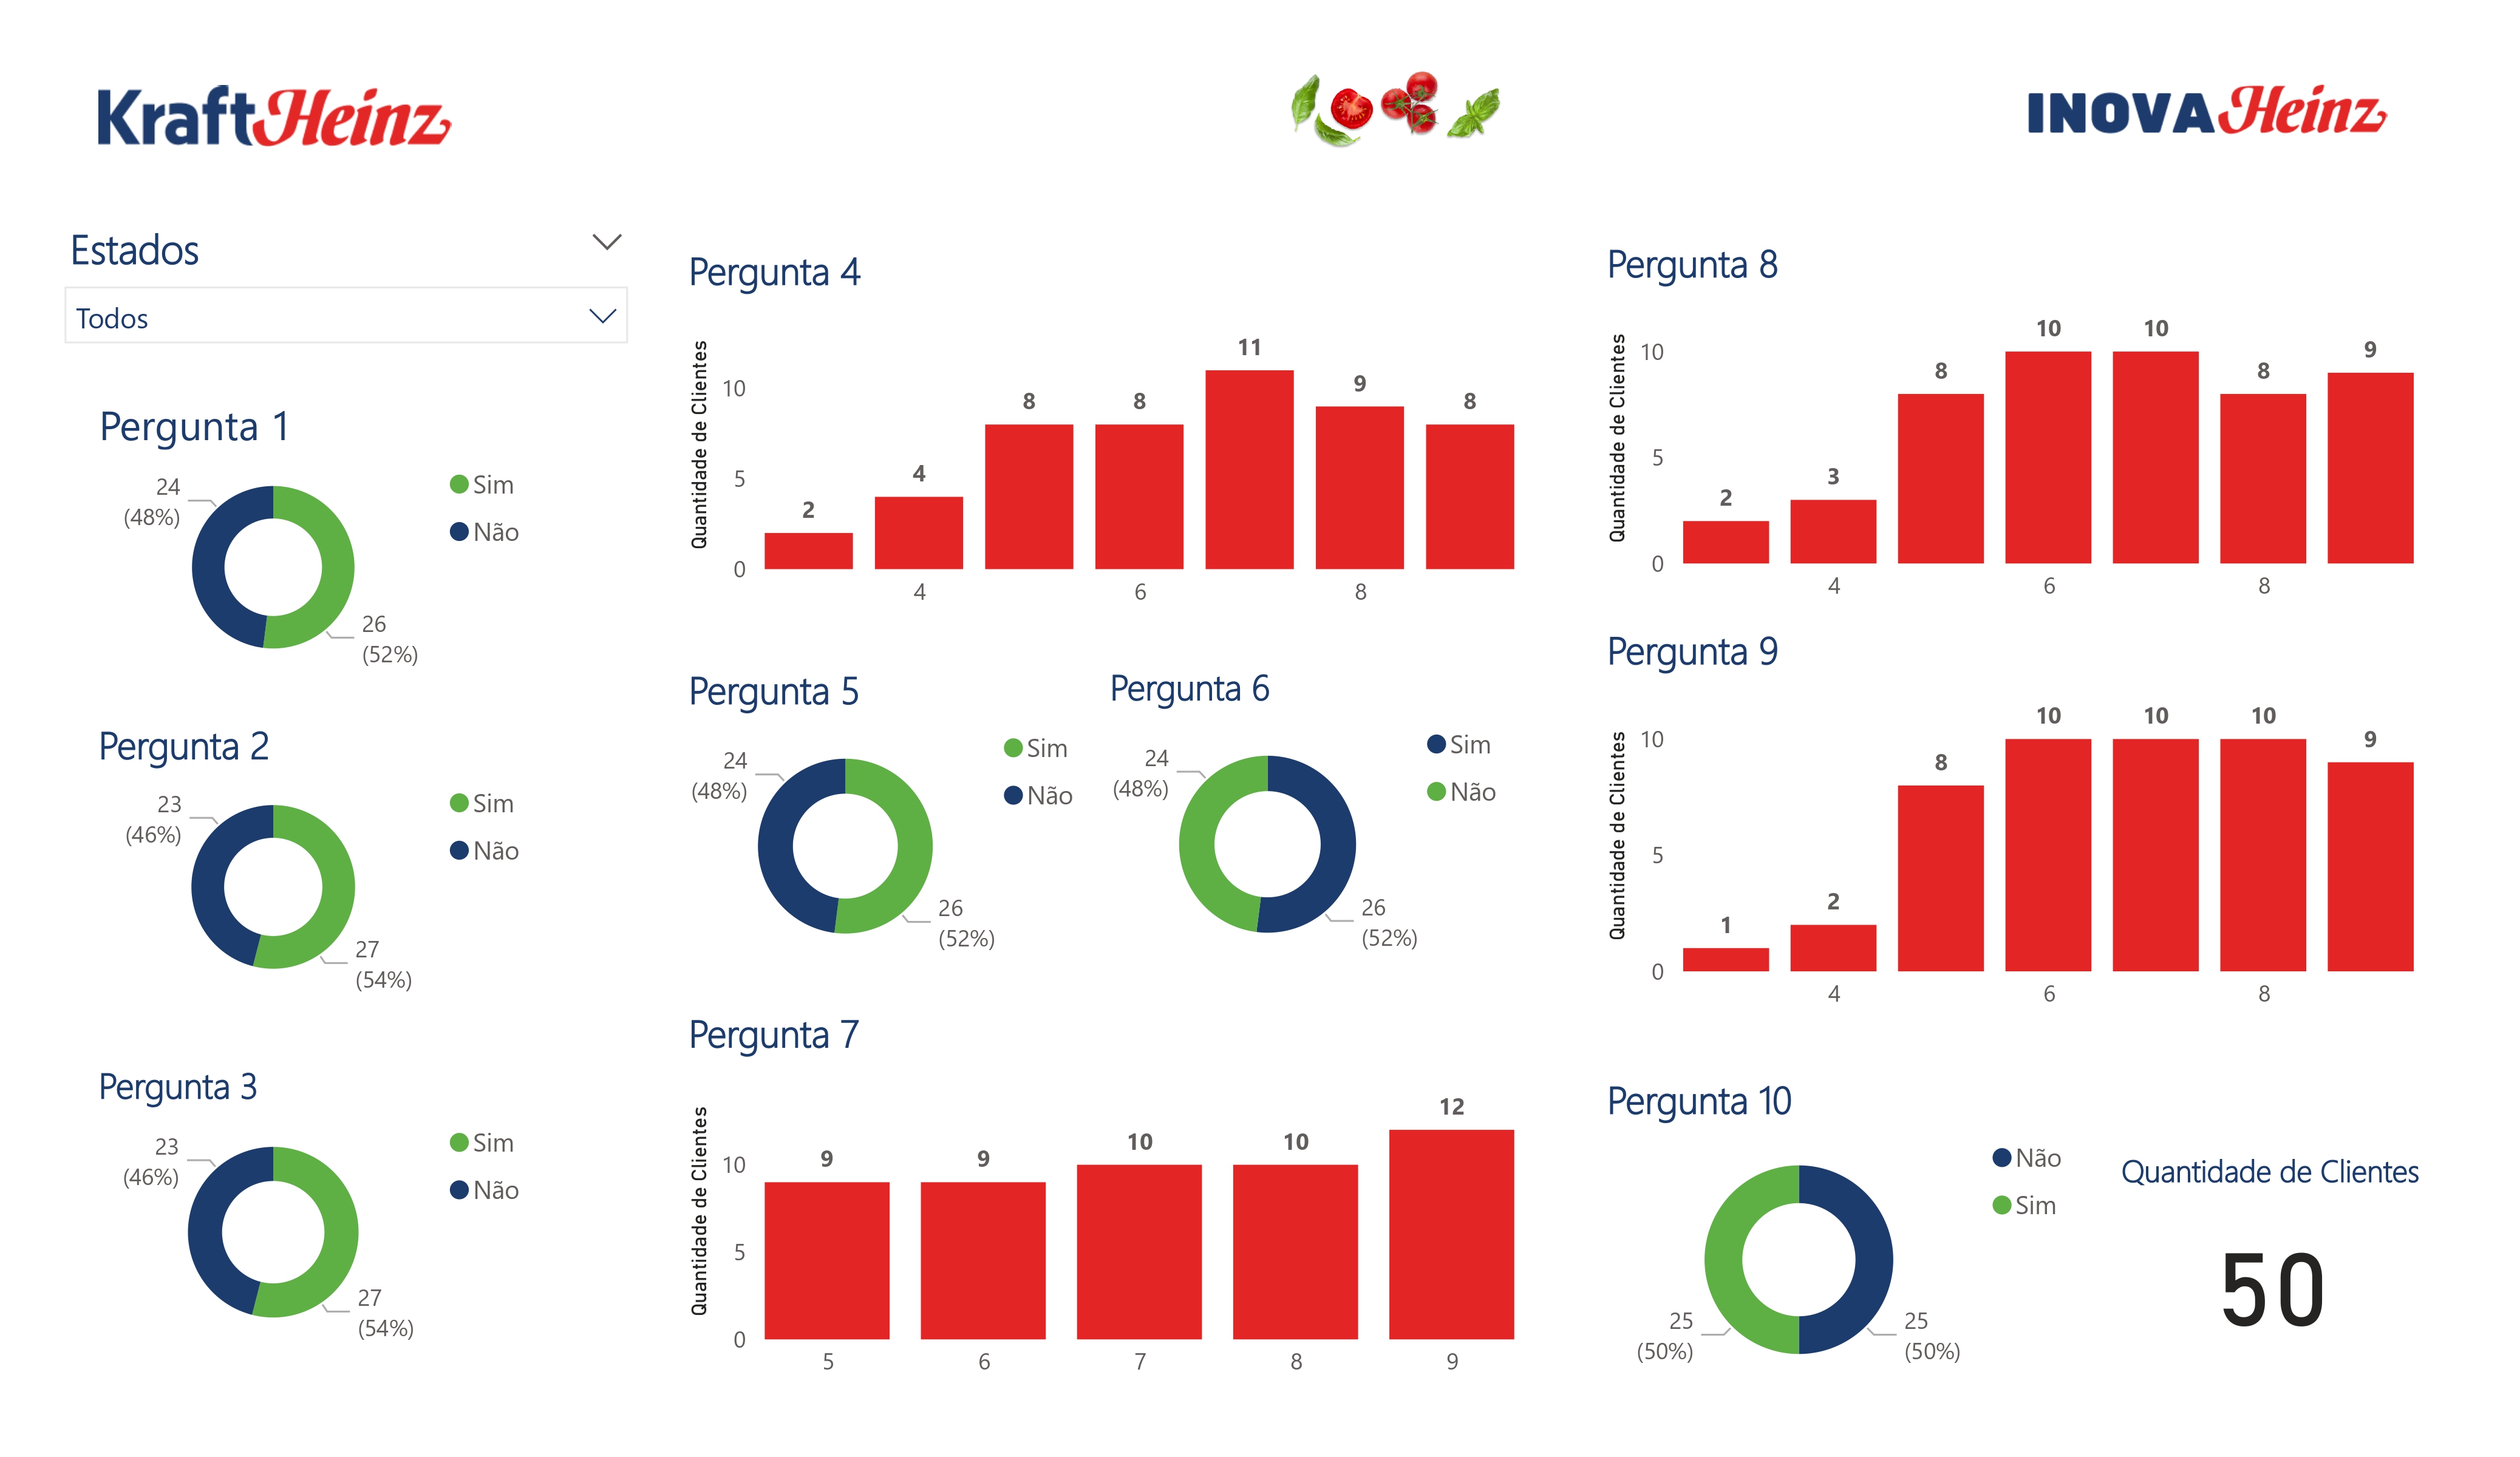 KraftHeinz
INOVAHeinz
Estados
Todos
Pergunta 1
24
(48%)
26
(52%)
Sim
Não
Pergunta 2
23
(46%)
27
(54%)
Sim
Não
Pergunta 3
23
(46%)
27
(54%)
Sim
Não
Pergunta 4
Quantidade de Clientes
10
5
0
2
4
8
8
11
9
8
4
6
8
Pergunta 5
24
(48%)
26
(52%)
Sim
Não
Pergunta 6
24
(48%)
26
(52%)
Sim
Não
Pergunta 7
Quantidade de Clientes
10
5
0
9
9
10
10
12
5
6
7
8
9
Pergunta 8
Quantidade de Clientes
10
5
0
2
3
8
10
10
8
9
4
6
8
Pergunta 9
Quantidade de Clientes
10
5
0
1
2
8
10
10
10
9
4
6
8
Pergunta 10
25
(50%)
25
(50%)
Não
Sim
Quantidade de Clientes
50